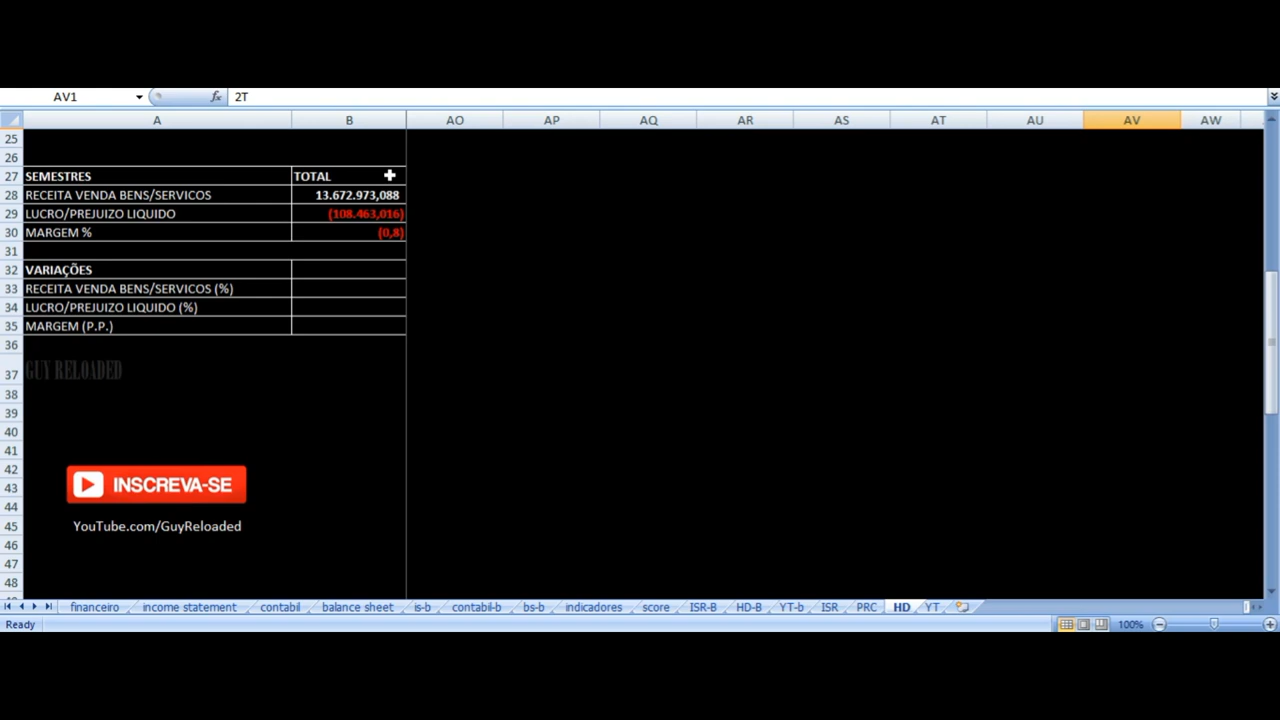 AV1 fx 2T
A B AO AP AQ AR AS AT AU AV AW
25
26
27 SEMESTRES TOTAL
28 RECEITA VENDA BENS/SERVICOS 13.672.973,088
29 LUCRO/PREJUIZO LIQUIDO (108.463,016)
30 MARGEM % (0,8)
31
32 VARIAÇÕES
33 RECEITA VENDA BENS/SERVICOS (%)
34 LUCRO/PREJUIZO LIQUIDO (%)
35 MARGEM (P.P.)
36
37 GUY RELOADED
38
39
40
41
42
43 INSCREVA-SE
44
45 YouTube.com/GuyReloaded
46
47
48
financeiro income statement contabil balance sheet is-b contabil-b bs-b indicadores score ISR-B HD-B YT-b ISR PRC HD YT
Ready 100%